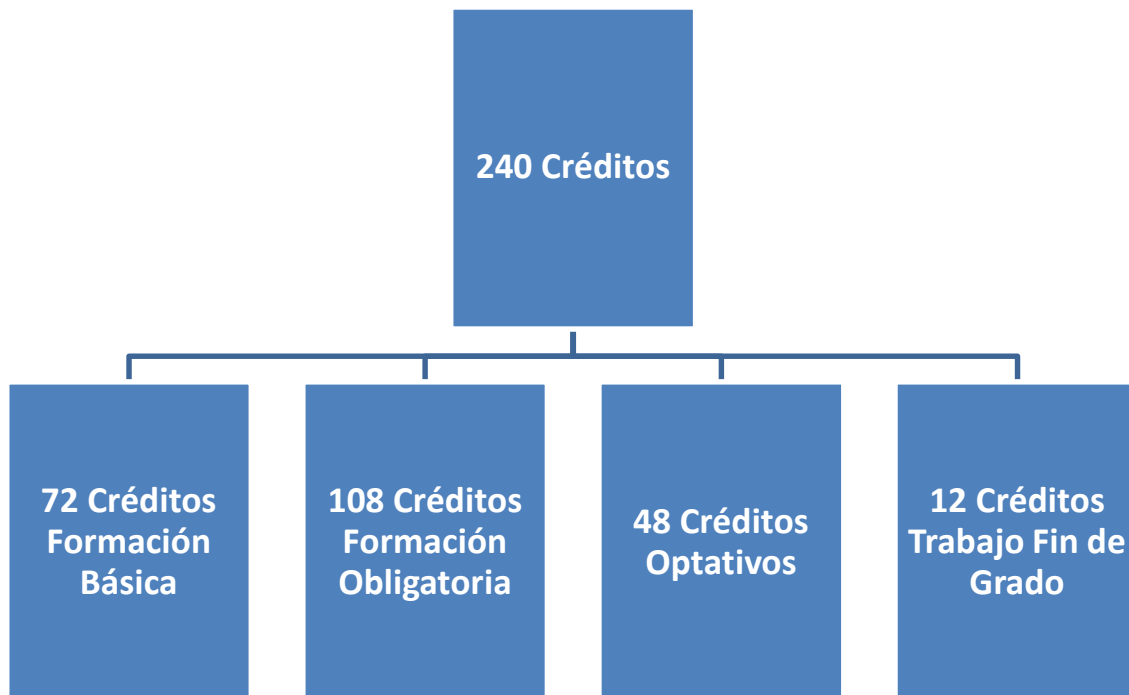 240 Créditos
72 Créditos
Formación
Básica
108 Créditos
Formación
Obligatoria
48 Créditos
Optativos
12 Créditos
Trabajo Fin de
Grado